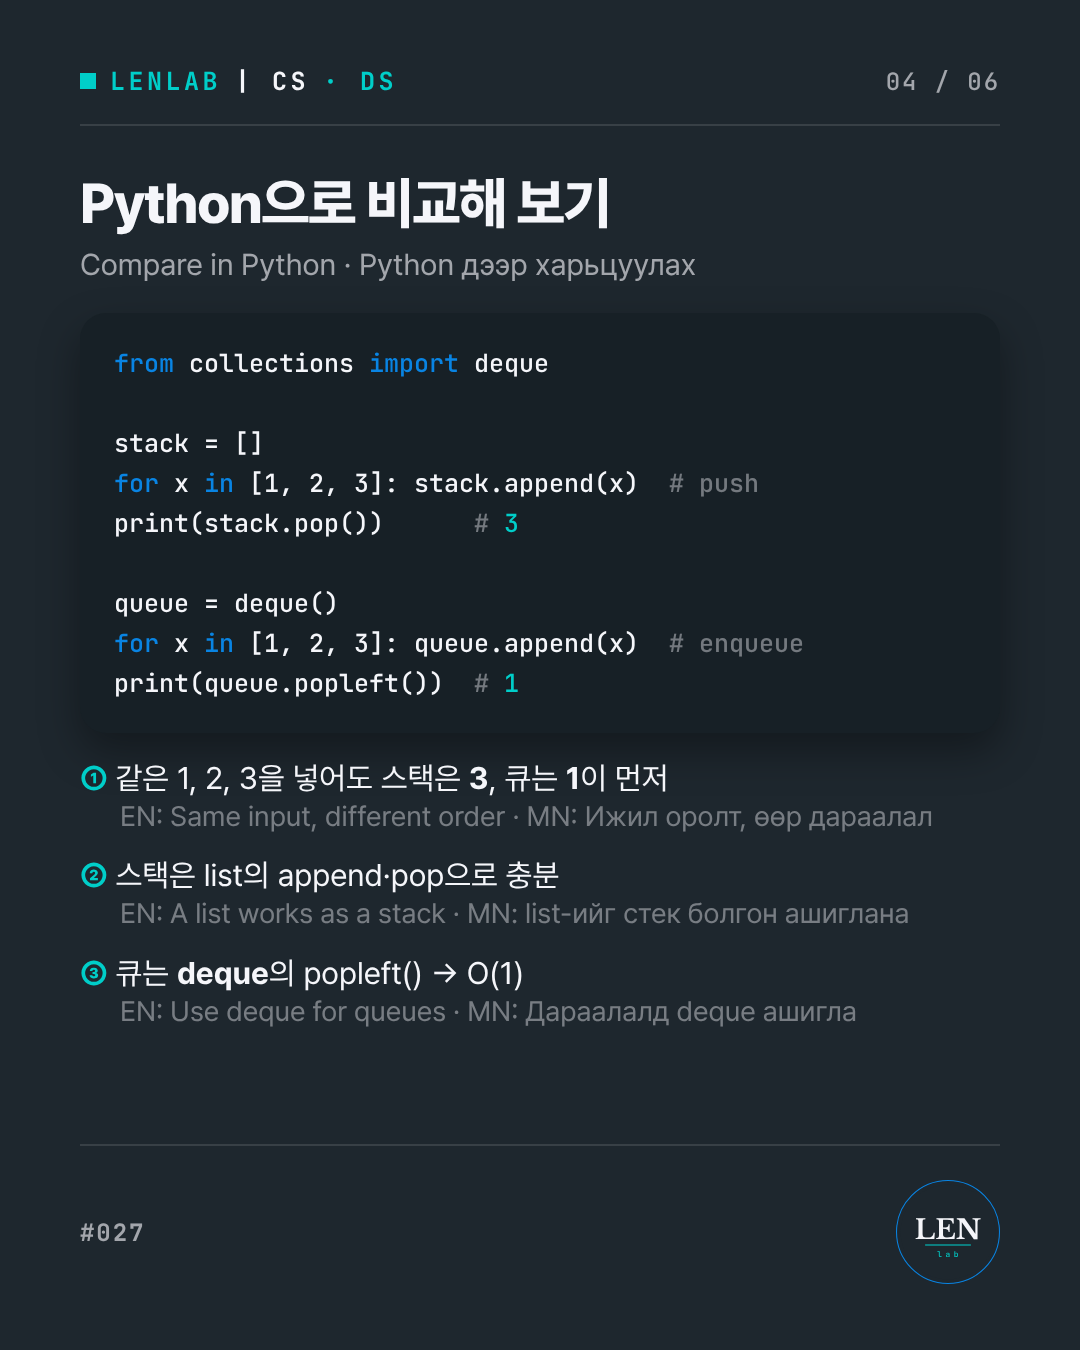 LENLAB | CS · DS
04 / 06
Python으로 비교해 보기
Compare in Python · Python дээр харьцуулах
from collections import deque
stack = []
for x in [1, 2, 3]: stack.append(x)  # push
print(stack.pop())      # 3
queue = deque()
for x in [1, 2, 3]: queue.append(x)  # enqueue
print(queue.popleft())  # 1
① 같은 1, 2, 3을 넣어도 스택은 3, 큐는 1이 먼저
EN: Same input, different order · MN: Ижил оролт, өөр дараалал
② 스택은 list의 append·pop으로 충분
EN: A list works as a stack · MN: list-ийг стек болгон ашиглана
③ 큐는 deque의 popleft() → O(1)
EN: Use deque for queues · MN: Дараалалд deque ашигла
#027
LEN
lab